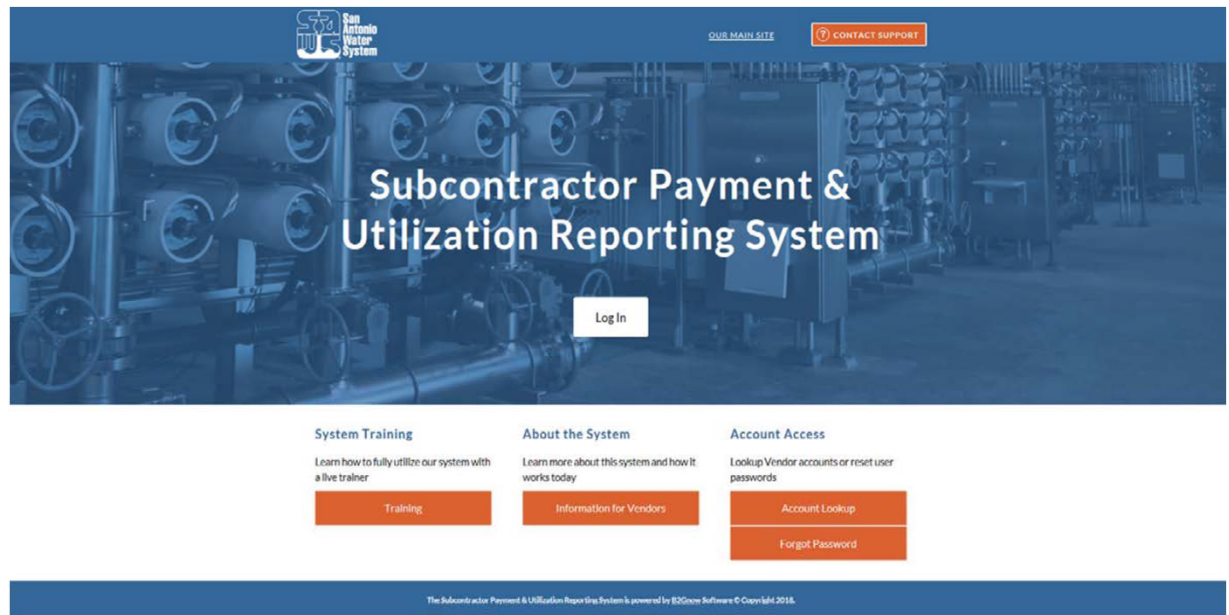 San
Antonio
Water
System
OUR MAIN SITE
? CONTACT SUPPORT
Subcontractor Payment &
Utilization Reporting System
Log In
System Training
Learn how to fully utilize our system with
a live trainer
Training
About the System
Learn more about this system and how it
works today
Information for Vendors
Account Access
Lookup Vendor accounts or reset user
passwords
Account Lookup
Forgot Password
The Subcontractor Payment & Utilization Reporting System is powered by B2Gnow Software © Copyright 2018.